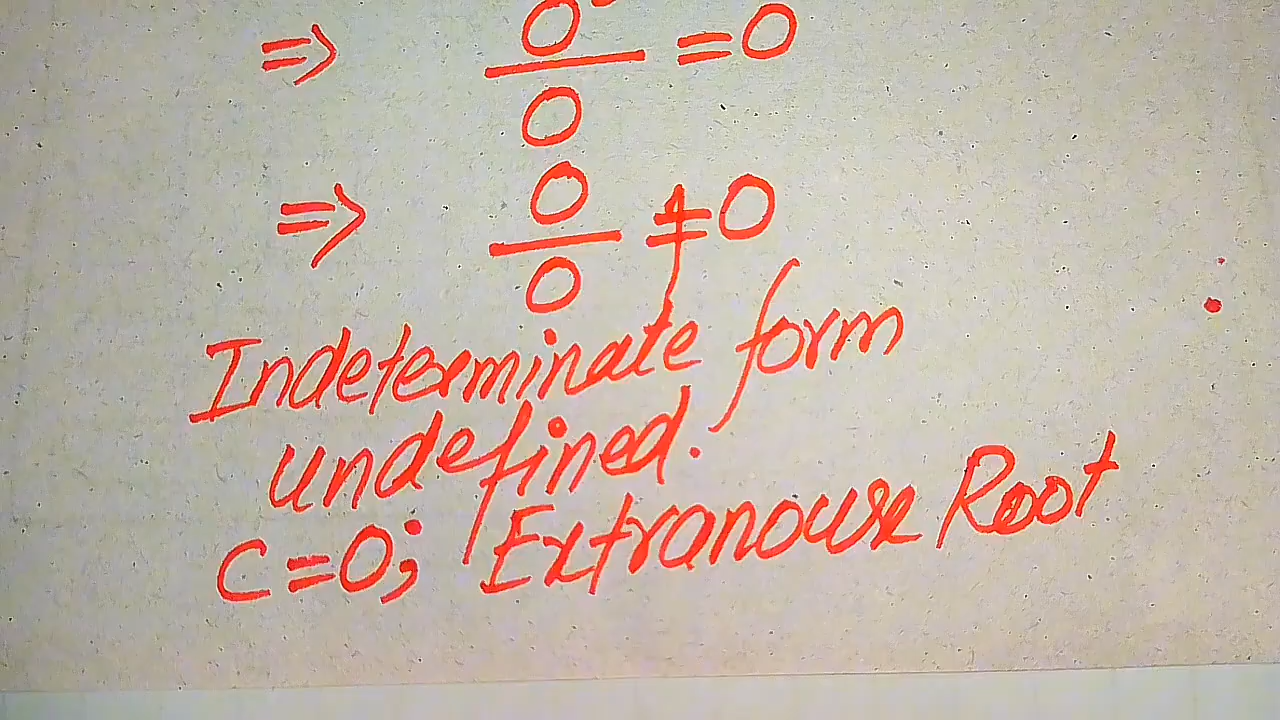 ⇒ 0 / 0 = 0
⇒ 0/0 ≠ 0
Indeterminate form
undefined.
c=0; Extranouse Root